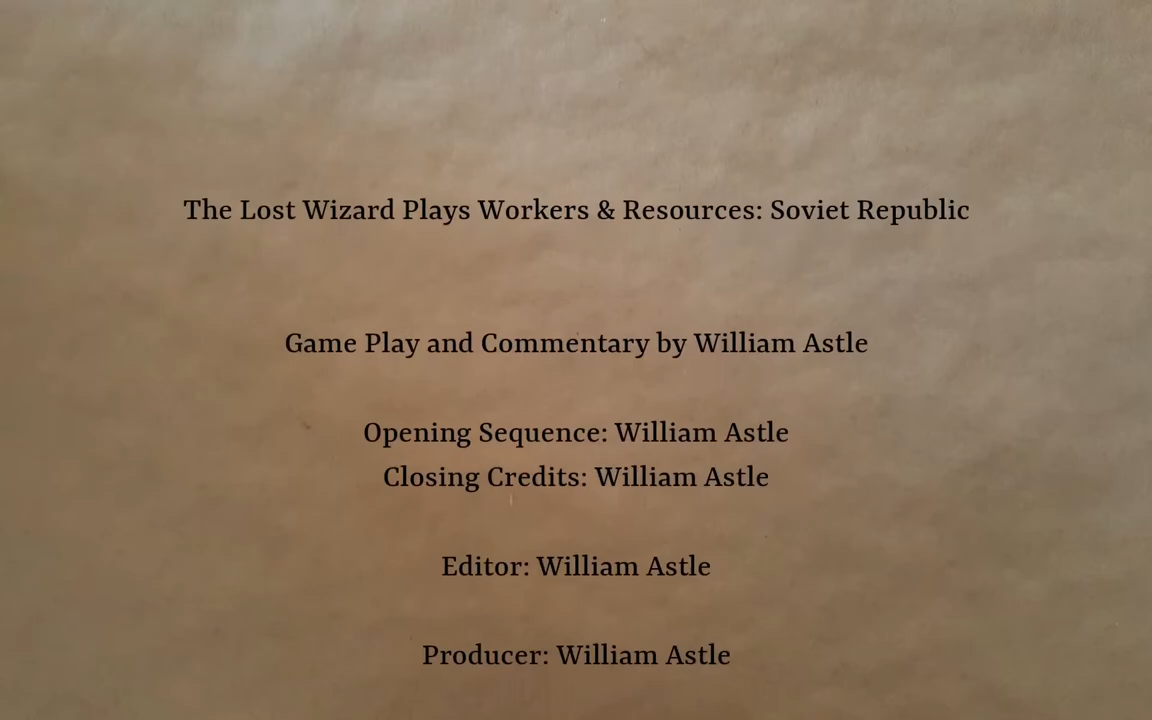 The Lost Wizard Plays Workers & Resources: Soviet Republic
Game Play and Commentary by William Astle
Opening Sequence: William Astle
Closing Credits: William Astle
Editor: William Astle
Producer: William Astle